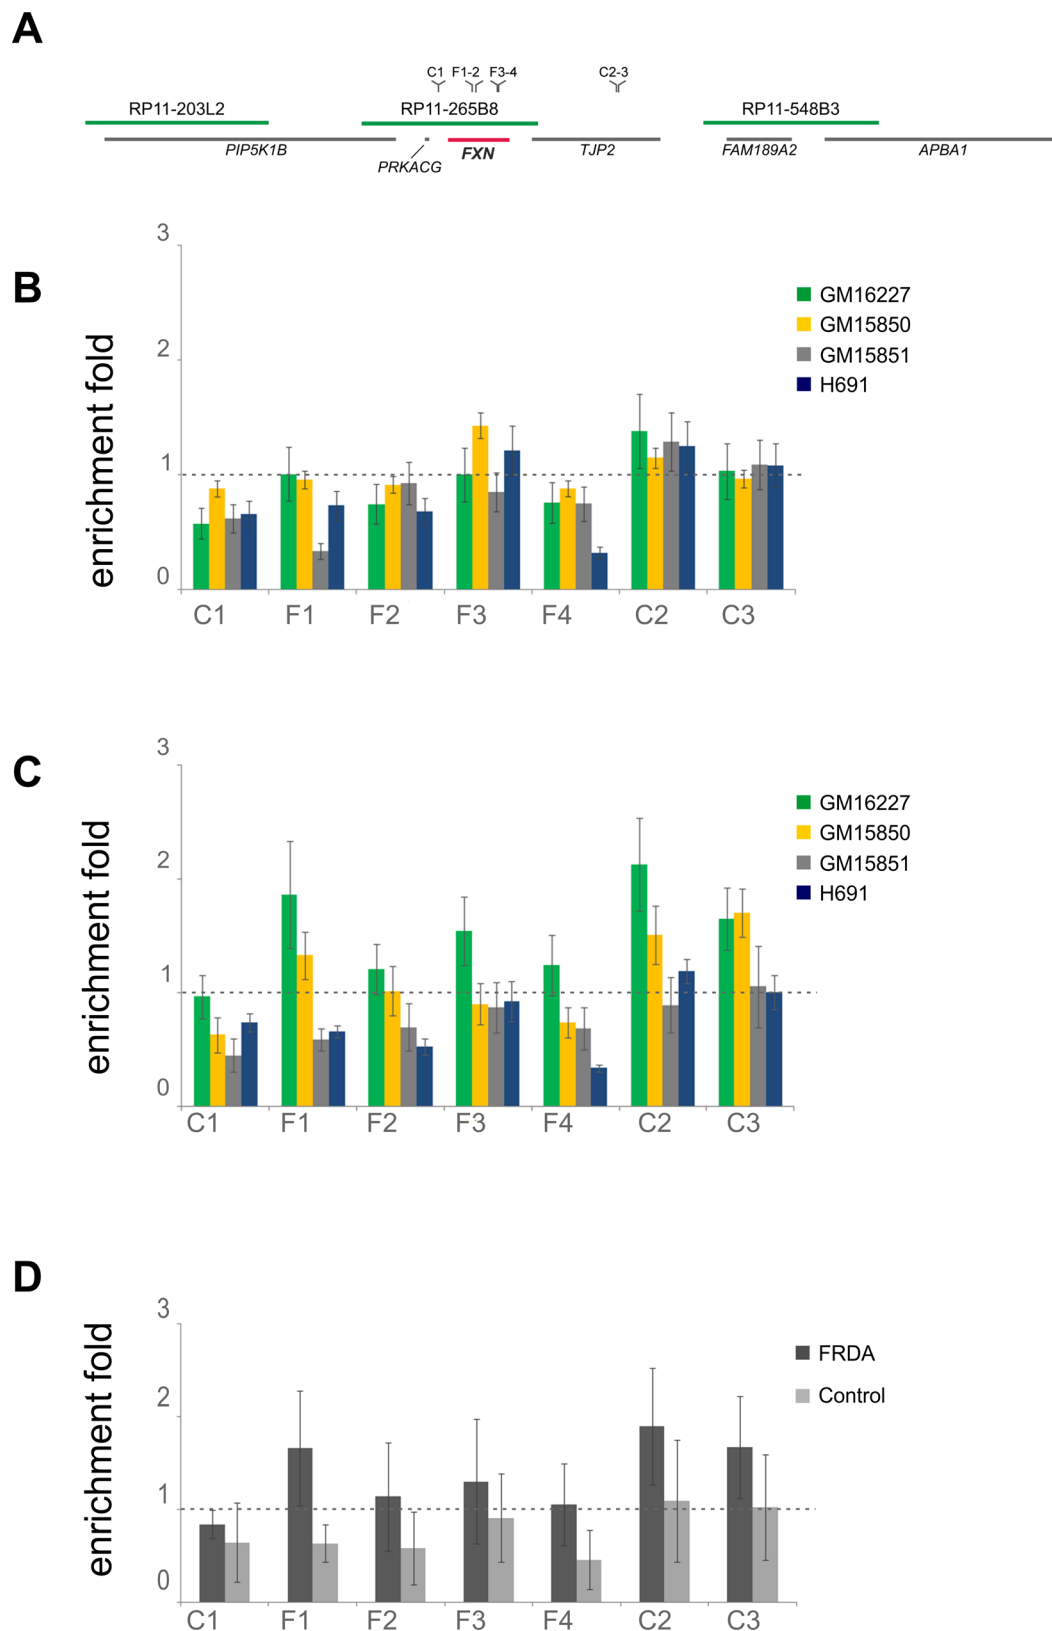 A
C1 F1-2 F3-4 C2-3
RP11-203L2 RP11-265B8 RP11-548B3
PIP5K1B PRKACG FXN TJP2 FAM189A2 APBA1
B
enrichment fold
3
2
1
0
C1 F1 F2 F3 F4 C2 C3
GM16227
GM15850
GM15851
H691
C
enrichment fold
3
2
1
0
C1 F1 F2 F3 F4 C2 C3
GM16227
GM15850
GM15851
H691
D
enrichment fold
3
2
1
0
C1 F1 F2 F3 F4 C2 C3
FRDA
Control